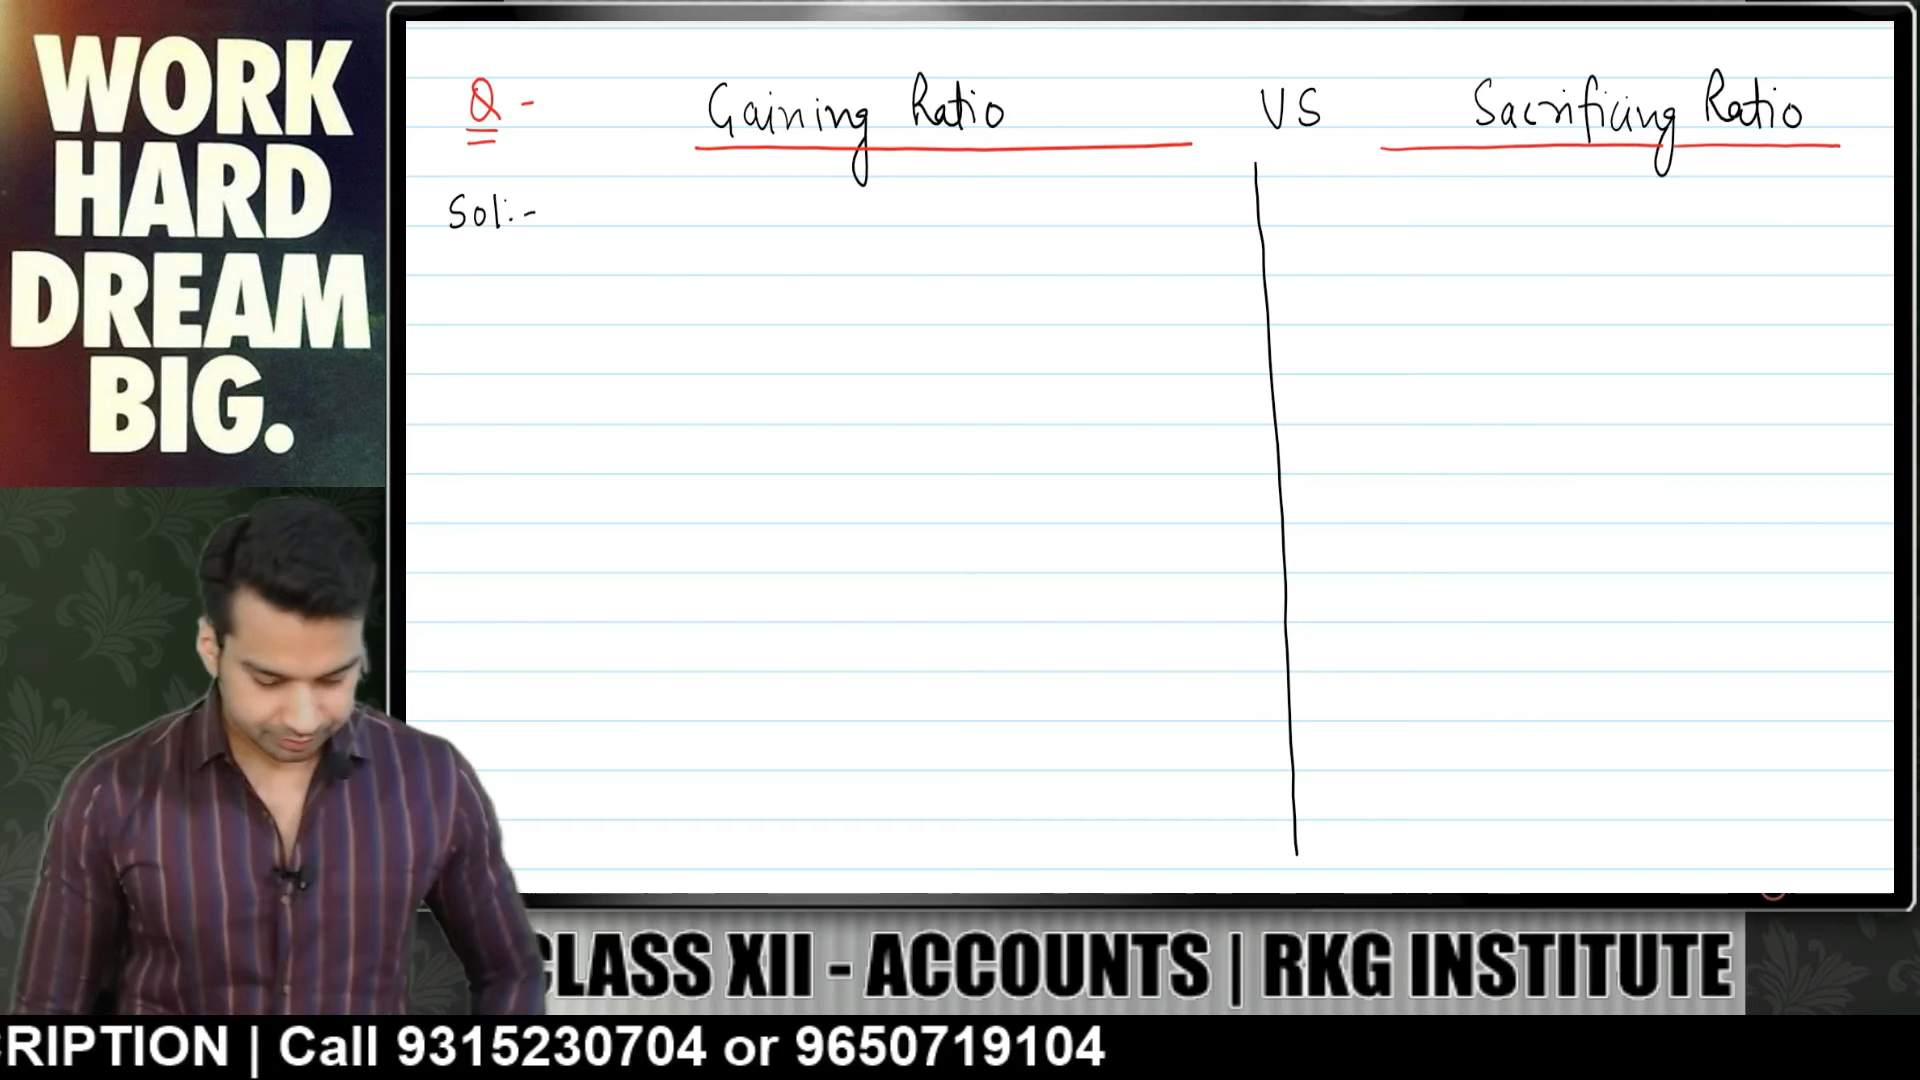 WORK
HARD
DREAM
BIG.
Q - Gaining Ratio VS Sacrificing Ratio
Sol:-
CLASS XII - ACCOUNTS | RKG INSTITUTE
CRIPTION | Call 9315230704 or 9650719104